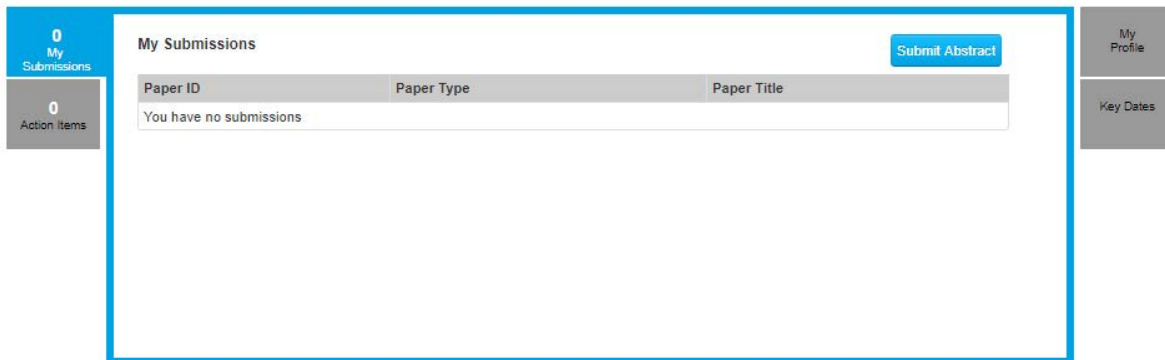 0
My
Submissions
0
Action Items
My Submissions
Submit Abstract
Paper ID Paper Type Paper Title
You have no submissions
My
Profile
Key Dates